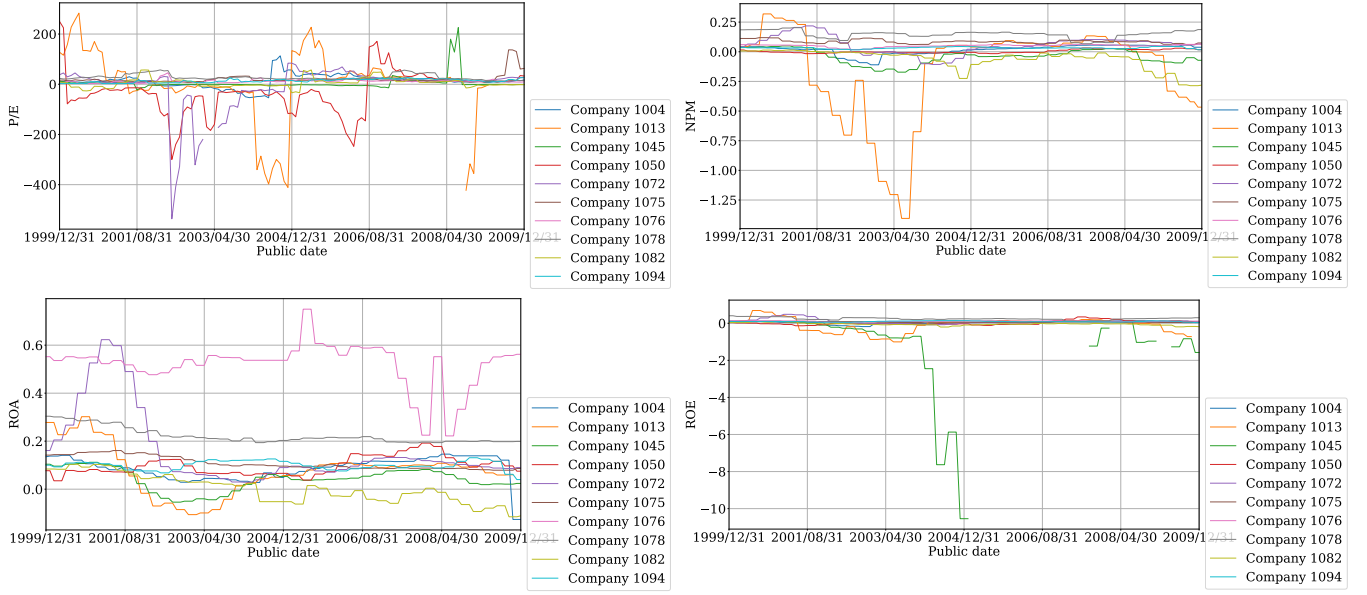 200
0
−200
−400
P/E
1999/12/31 2001/08/31 2003/04/30 2004/12/31 2006/08/31 2008/04/30 2009/12/31
Public date
Company 1004
Company 1013
Company 1045
Company 1050
Company 1072
Company 1075
Company 1076
Company 1078
Company 1082
Company 1094
0.25
0.00
−0.25
−0.50
−0.75
−1.00
−1.25
NPM
1999/12/31 2001/08/31 2003/04/30 2004/12/31 2006/08/31 2008/04/30 2009/12/31
Public date
Company 1004
Company 1013
Company 1045
Company 1050
Company 1072
Company 1075
Company 1076
Company 1078
Company 1082
Company 1094
0.6
0.4
0.2
0.0
ROA
1999/12/31 2001/08/31 2003/04/30 2004/12/31 2006/08/31 2008/04/30 2009/12/31
Public date
Company 1004
Company 1013
Company 1045
Company 1050
Company 1072
Company 1075
Company 1076
Company 1078
Company 1082
Company 1094
0
−2
−4
−6
−8
−10
ROE
1999/12/31 2001/08/31 2003/04/30 2004/12/31 2006/08/31 2008/04/30 2009/12/31
Public date
Company 1004
Company 1013
Company 1045
Company 1050
Company 1072
Company 1075
Company 1076
Company 1078
Company 1082
Company 1094